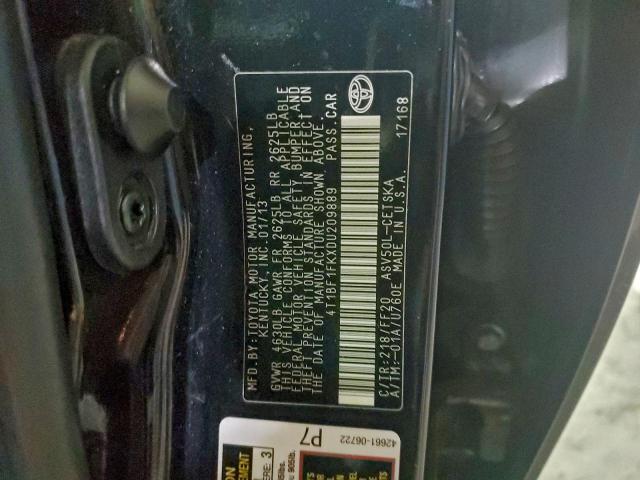 MFD. BY: TOYOTA MOTOR MANUFACTURING,
KENTUCKY, INC. 01/13
GVWR 4630LB GAWR FR 2625LB RR 2625LB
THIS VEHICLE CONFORMS TO ALL APPLICABLE
FEDERAL MOTOR VEHICLE SAFETY, BUMPER, AND
THEFT PREVENTION STANDARDS IN EFFECT ON
THE DATE OF MANUFACTURE SHOWN ABOVE.
4T1BF1FKXDU209889 PASS. CAR
C/TR: 218/FF20 ASV50L-CETSKA
A/TM: -01A/U760E MADE IN U.S.A.
17168
42661-06722
P7